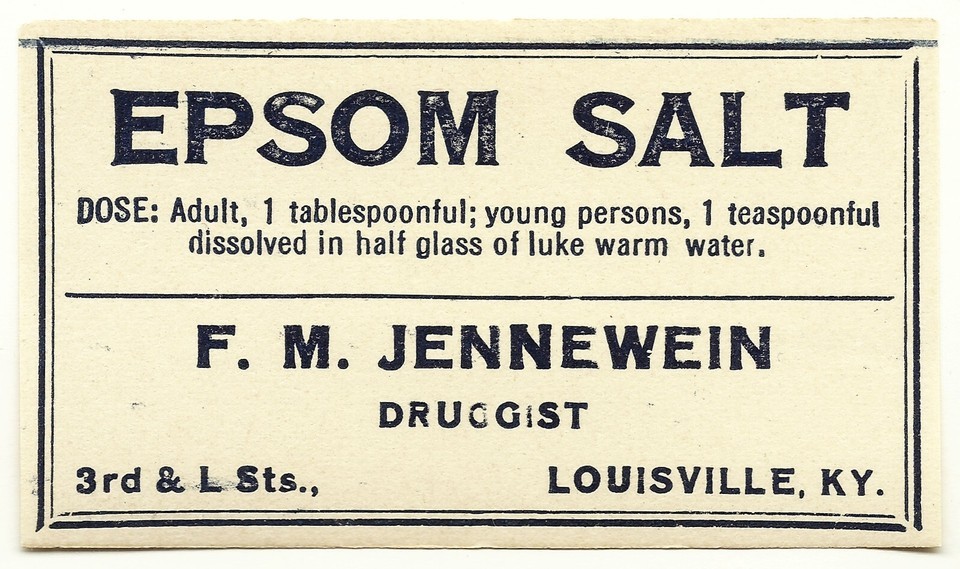 EPSOM SALT
DOSE: Adult, 1 tablespoonful; young persons, 1 teaspoonful
dissolved in half glass of luke warm water.
F. M. JENNEWEIN
DRUGGIST
3rd & L Sts.,
LOUISVILLE, KY.